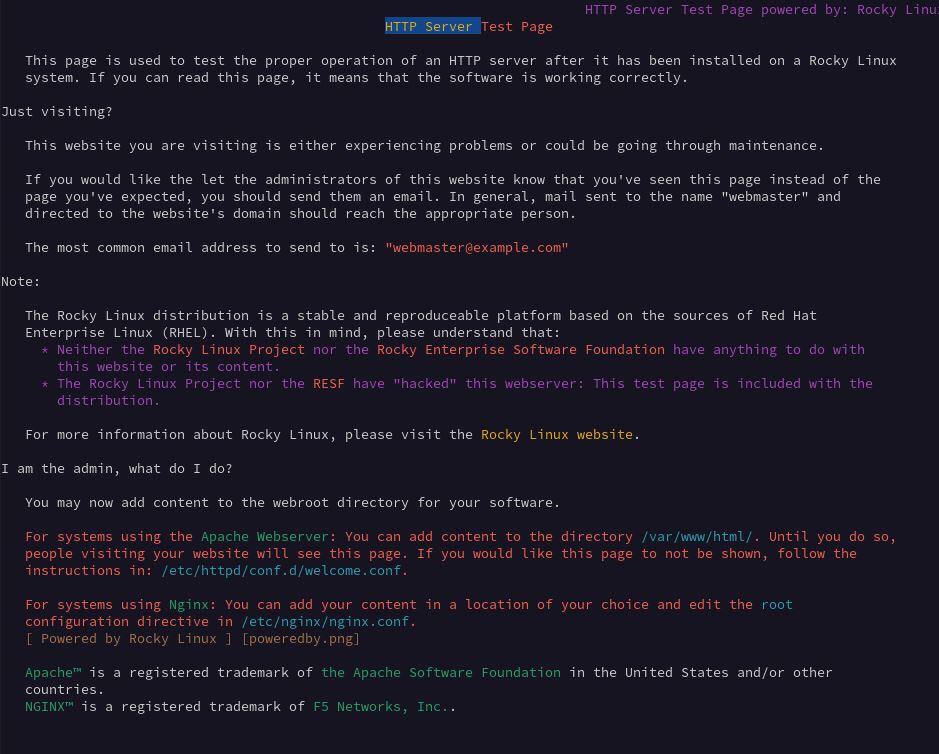 HTTP Server Test Page powered by: Rocky Linu
HTTP Server Test Page
This page is used to test the proper operation of an HTTP server after it has been installed on a Rocky Linux
system. If you can read this page, it means that the software is working correctly.
Just visiting?
This website you are visiting is either experiencing problems or could be going through maintenance.
If you would like the let the administrators of this website know that you've seen this page instead of the
page you've expected, you should send them an email. In general, mail sent to the name "webmaster" and
directed to the website's domain should reach the appropriate person.
The most common email address to send to is: "webmaster@example.com"
Note:
The Rocky Linux distribution is a stable and reproduceable platform based on the sources of Red Hat
Enterprise Linux (RHEL). With this in mind, please understand that:
* Neither the Rocky Linux Project nor the Rocky Enterprise Software Foundation have anything to do with
this website or its content.
* The Rocky Linux Project nor the RESF have "hacked" this webserver: This test page is included with the
distribution.
For more information about Rocky Linux, please visit the Rocky Linux website.
I am the admin, what do I do?
You may now add content to the webroot directory for your software.
For systems using the Apache Webserver: You can add content to the directory /var/www/html/. Until you do so,
people visiting your website will see this page. If you would like this page to not be shown, follow the
instructions in: /etc/httpd/conf.d/welcome.conf.
For systems using Nginx: You can add your content in a location of your choice and edit the root
configuration directive in /etc/nginx/nginx.conf.
[ Powered by Rocky Linux ] [poweredby.png]
Apache™ is a registered trademark of the Apache Software Foundation in the United States and/or other
countries.
NGINX™ is a registered trademark of F5 Networks, Inc..